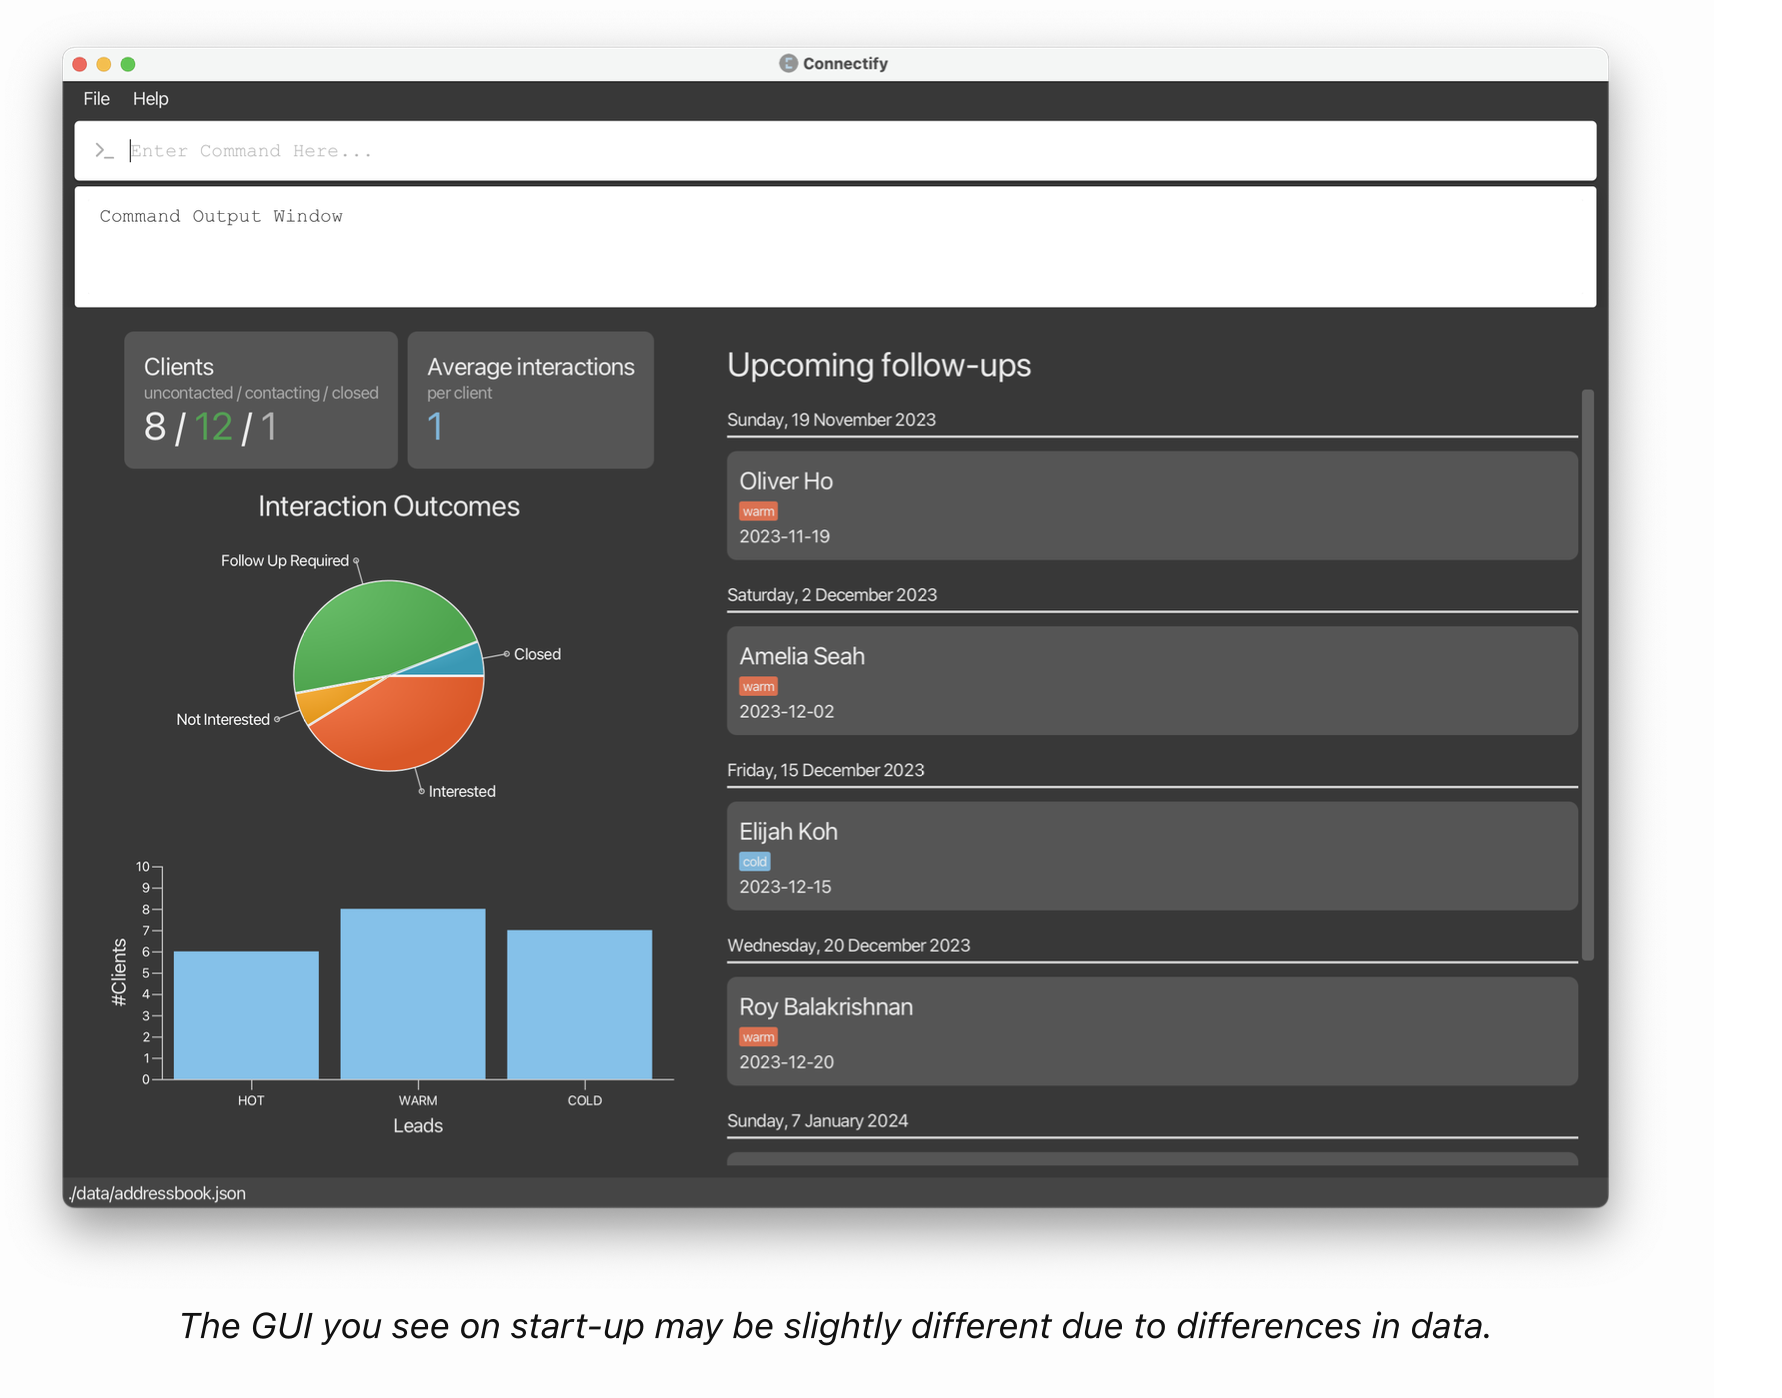 Connectify
File Help
>_ Enter Command Here...
Command Output Window
Clients
uncontacted / contacting / closed
8 / 12 / 1
Average interactions
per client
1
Interaction Outcomes
Follow Up Required
Closed
Not Interested
Interested
10
9
8
7
6
5
4
3
2
1
0
#Clients
HOT WARM COLD
Leads
Upcoming follow-ups
Sunday, 19 November 2023
Oliver Ho
warm
2023-11-19
Saturday, 2 December 2023
Amelia Seah
warm
2023-12-02
Friday, 15 December 2023
Elijah Koh
cold
2023-12-15
Wednesday, 20 December 2023
Roy Balakrishnan
warm
2023-12-20
Sunday, 7 January 2024
./data/addressbook.json
The GUI you see on start-up may be slightly different due to differences in data.